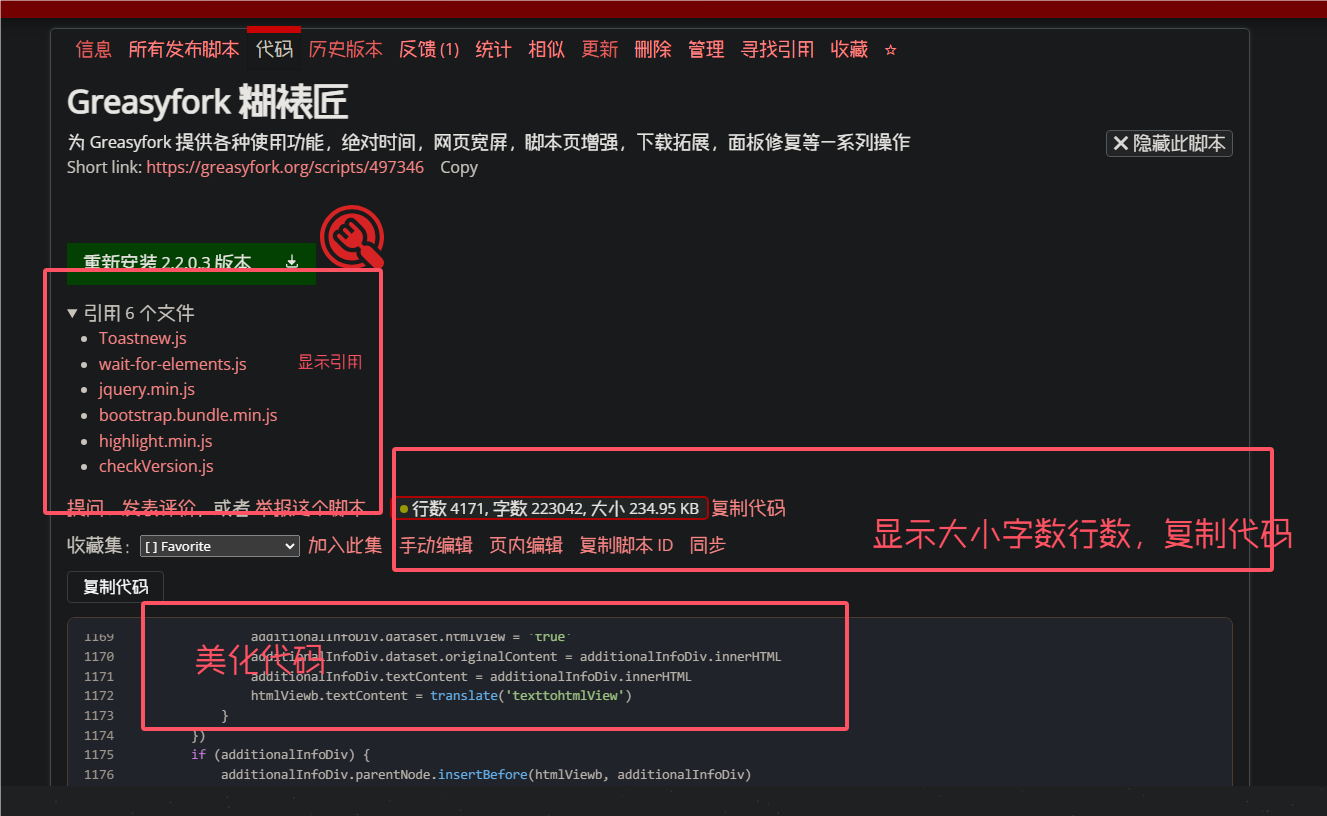 信息 所有发布脚本 代码 历史版本 反馈 (1) 统计 相似 更新 删除 管理 寻找引用 收藏 ☆
Greasyfork 糊裱匠
为 Greasyfork 提供各种使用功能，绝对时间，网页宽屏，脚本页增强，下载拓展，面板修复等一系列操作
隐藏此脚本
Short link: https://greasyfork.org/scripts/497346 Copy
重新安装 2.2.0.3 版本
▼ 引用 6 个文件
Toastnew.js
wait-for-elements.js
显示引用
jquery.min.js
bootstrap.bundle.min.js
highlight.min.js
checkVersion.js
提问、发表评价，或者 举报这个脚本
行数 4171, 字数 223042, 大小 234.95 KB 复制代码
显示大小字数行数，复制代码
收藏集： [ ] Favorite 加入此集 手动编辑 页内编辑 复制脚本 ID 同步
复制代码
1169 additionalInfoDiv.dataset.htmlView = `true`
美化代码
1170 additionalInfoDiv.dataset.originalContent = additionalInfoDiv.innerHTML
1171 additionalInfoDiv.textContent = additionalInfoDiv.innerHTML
1172 htmlViewb.textContent = translate('texttohtmlView')
1173 }
1174 })
1175 if (additionalInfoDiv) {
1176 additionalInfoDiv.parentNode.insertBefore(htmlViewb, additionalInfoDiv)